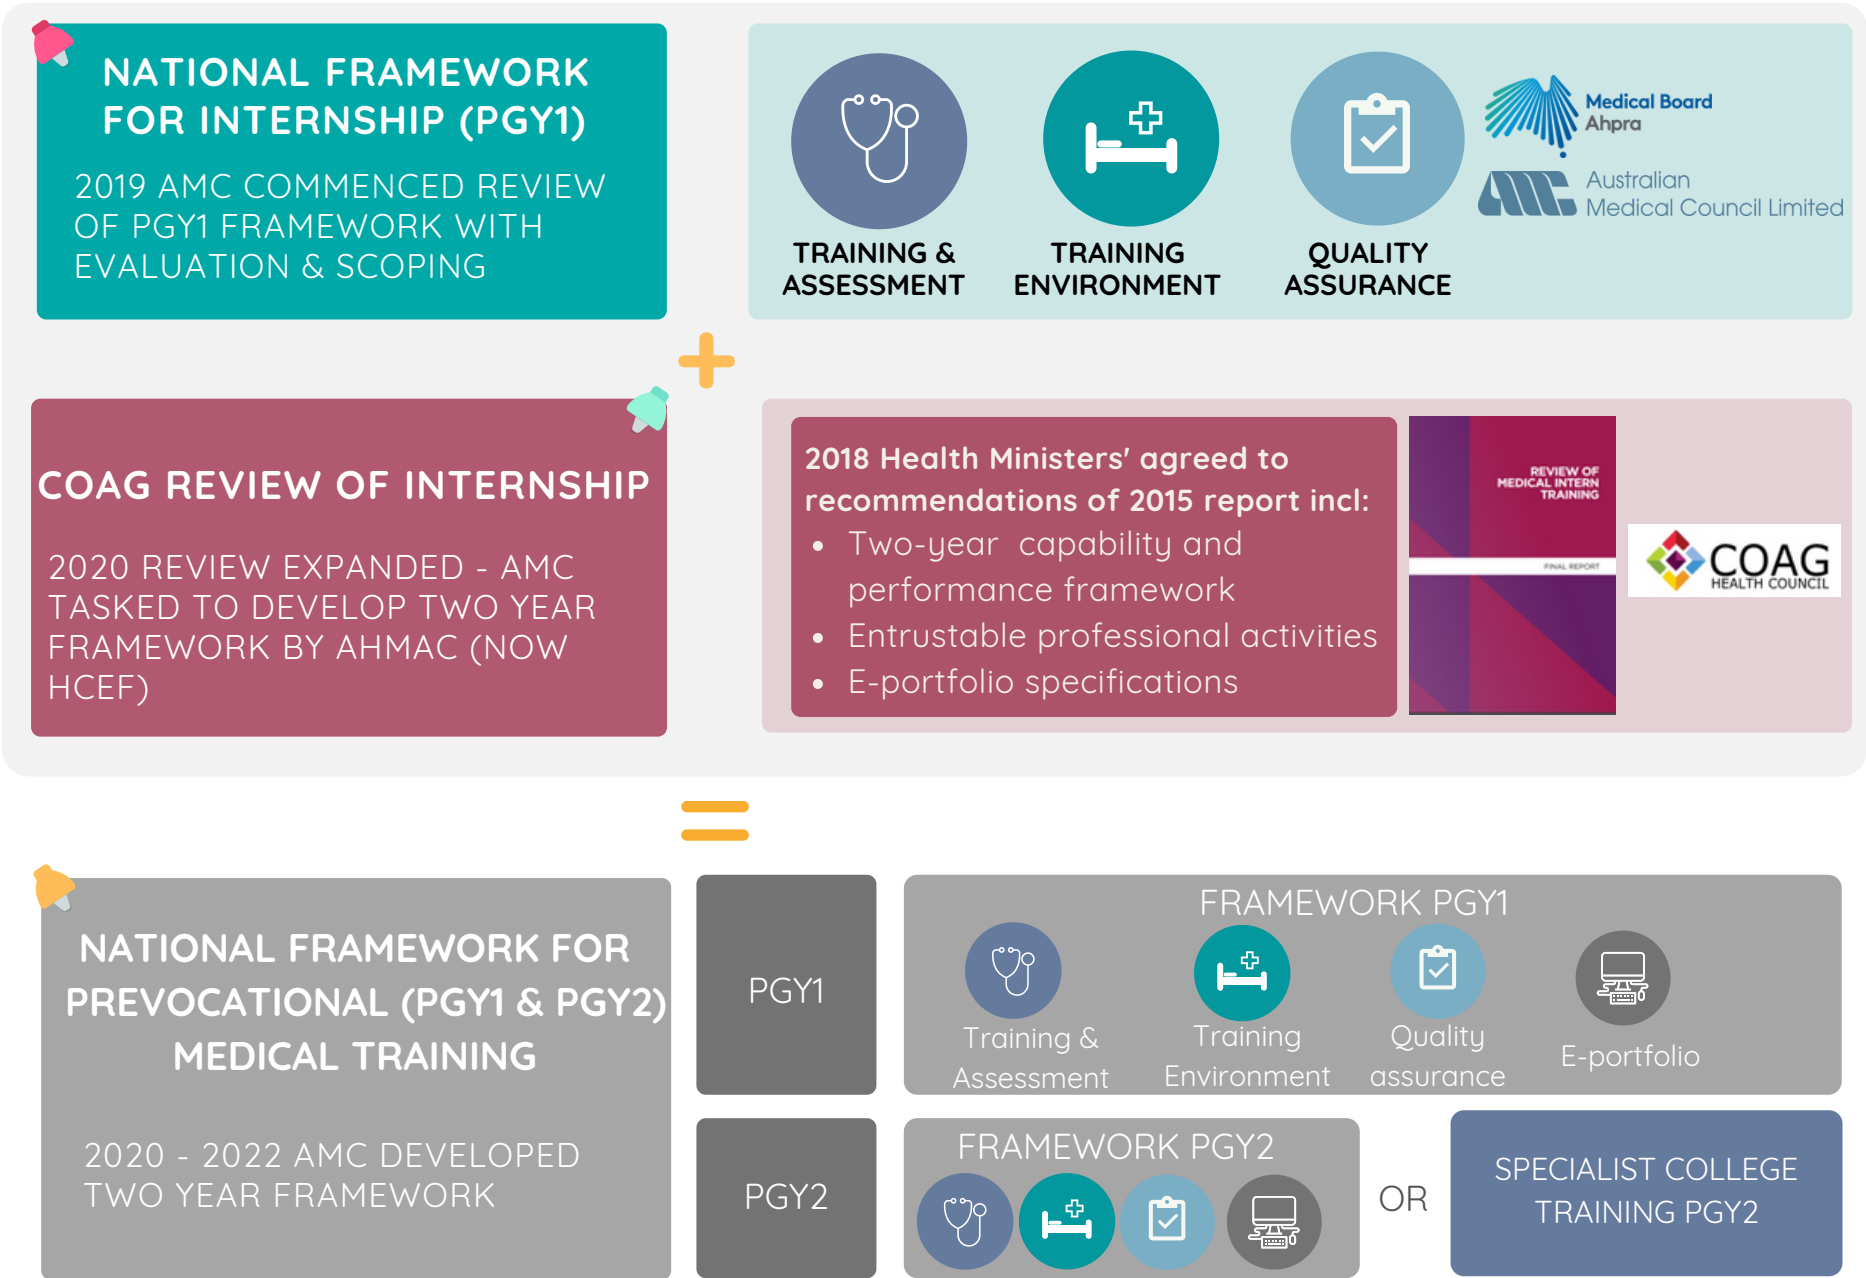 NATIONAL FRAMEWORK
FOR INTERNSHIP (PGY1)
2019 AMC COMMENCED REVIEW
OF PGY1 FRAMEWORK WITH
EVALUATION & SCOPING
TRAINING &
ASSESSMENT
TRAINING
ENVIRONMENT
QUALITY
ASSURANCE
Medical Board
Ahpra
AMC
Australian
Medical Council Limited
COAG REVIEW OF INTERNSHIP
2020 REVIEW EXPANDED - AMC
TASKED TO DEVELOP TWO YEAR
FRAMEWORK BY AHMAC (NOW
HCEF)
2018 Health Ministers' agreed to
recommendations of 2015 report incl:
• Two-year capability and
performance framework
• Entrustable professional activities
• E-portfolio specifications
REVIEW OF
MEDICAL INTERN
TRAINING
FINAL REPORT
COAG
HEALTH COUNCIL
NATIONAL FRAMEWORK FOR
PREVOCATIONAL (PGY1 & PGY2)
MEDICAL TRAINING
2020 - 2022 AMC DEVELOPED
TWO YEAR FRAMEWORK
PGY1
FRAMEWORK PGY1
Training &
Assessment
Training
Environment
Quality
assurance
E-portfolio
PGY2
FRAMEWORK PGY2
OR
SPECIALIST COLLEGE
TRAINING PGY2